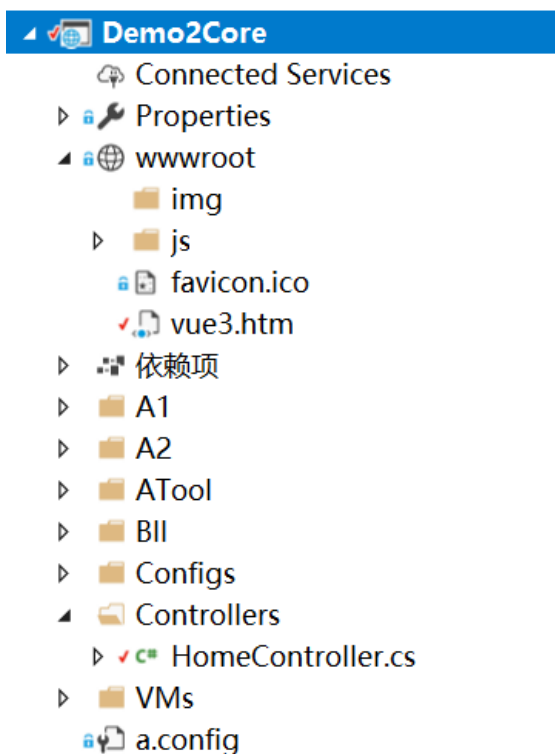 Demo2Core
Connected Services
Properties
wwwroot
img
js
favicon.ico
vue3.htm
依赖项
A1
A2
ATool
Bll
Configs
Controllers
C# HomeController.cs
VMs
a.config